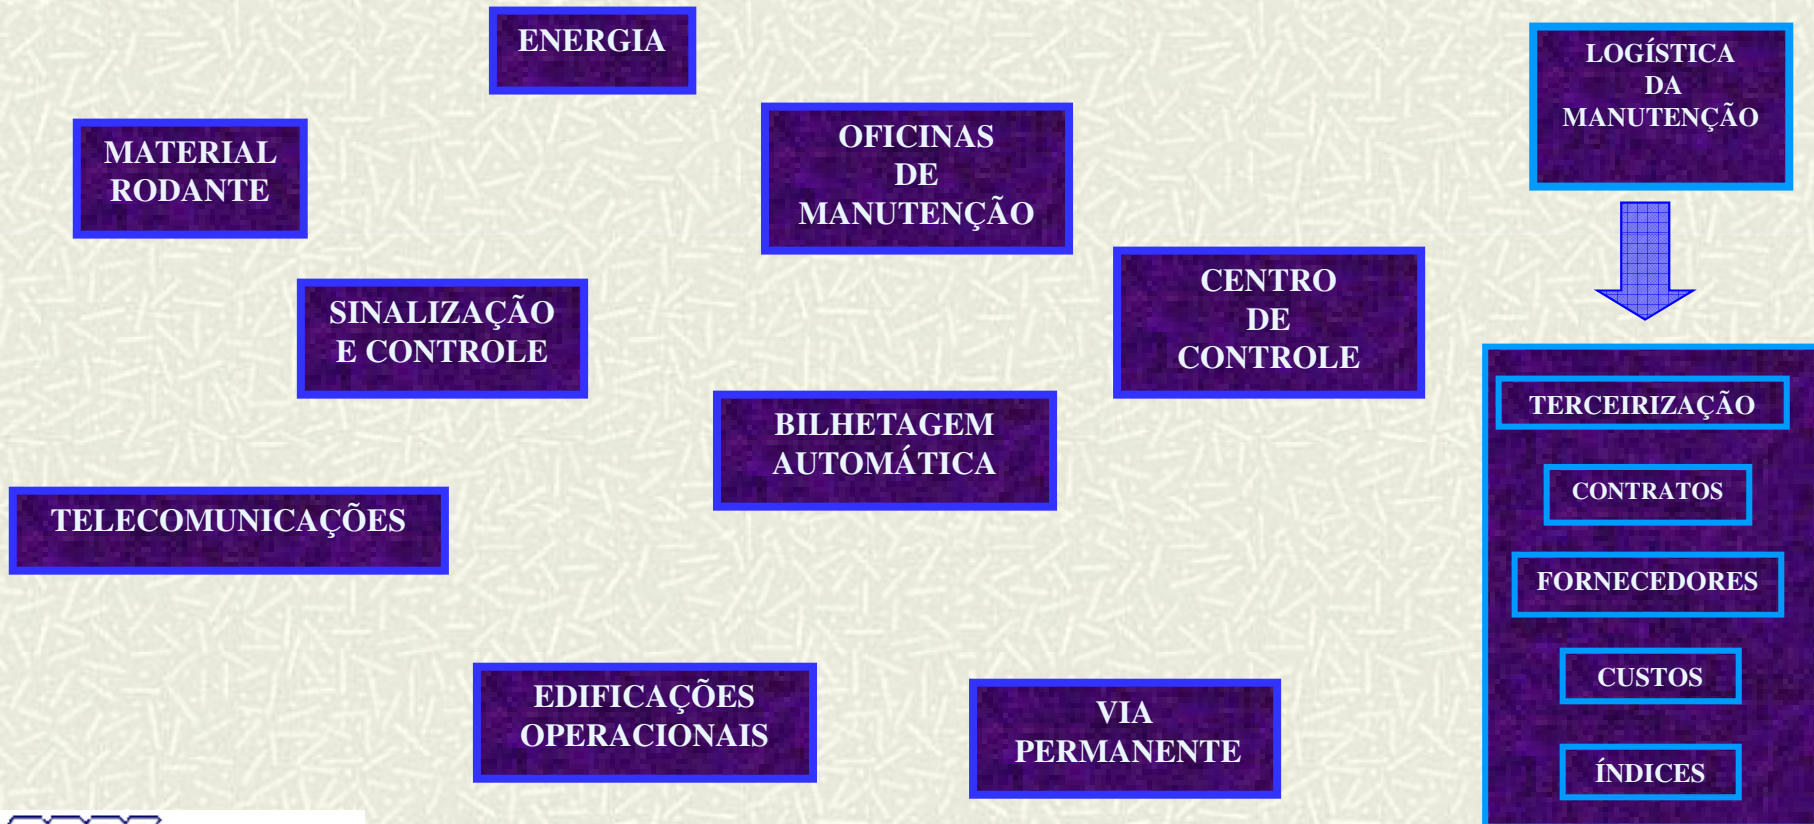 ENERGIA
MATERIAL
RODANTE
OFICINAS
DE
MANUTENÇÃO
SINALIZAÇÃO
E CONTROLE
CENTRO
DE
CONTROLE
BILHETAGEM
AUTOMÁTICA
TELECOMUNICAÇÕES
EDIFICAÇÕES
OPERACIONAIS
VIA
PERMANENTE
LOGÍSTICA
DA
MANUTENÇÃO
TERCEIRIZAÇÃO
CONTRATOS
FORNECEDORES
CUSTOS
ÍNDICES